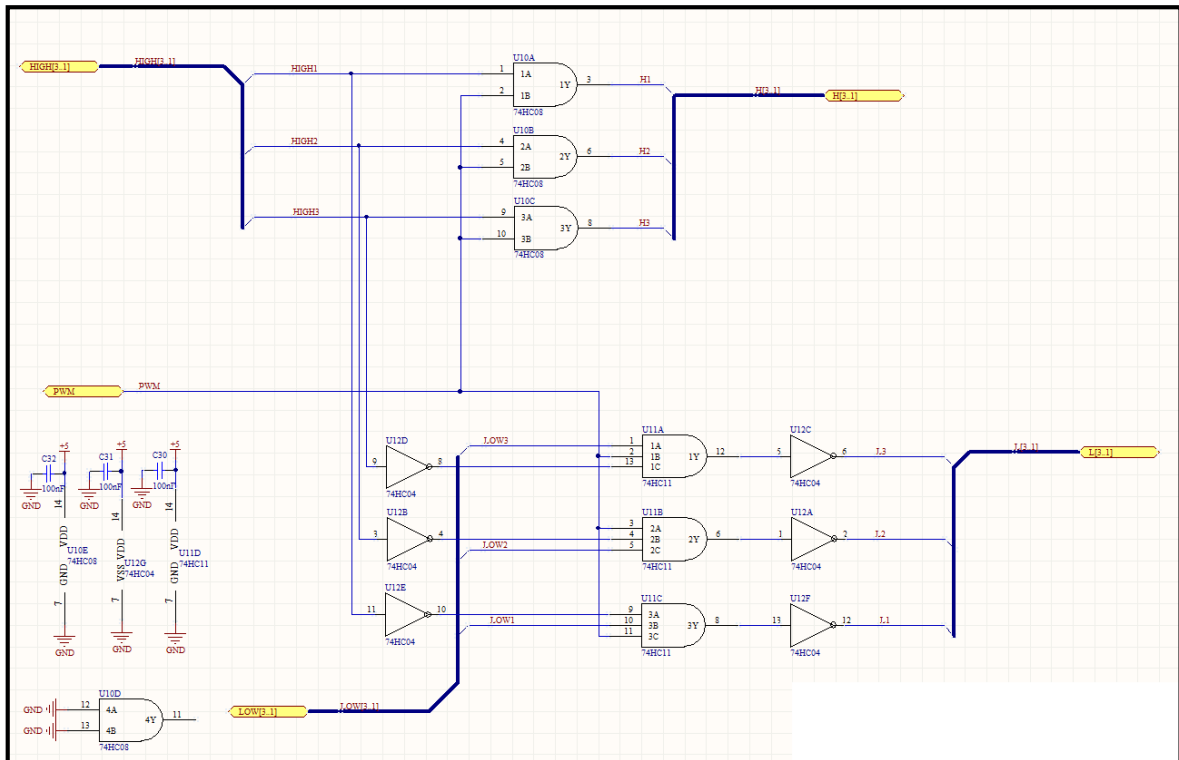 HIGH[3..1]
HIGH[3..1]
HIGH1
HIGH2
HIGH3
U10A
1 1A
2 1B
1Y 3
74HC08
H1
U10B
4 2A
5 2B
2Y 6
74HC08
H2
U10C
9 3A
10 3B
3Y 8
74HC08
H3
H[3..1]
H[3..1]
PWM
PWM
+5
C32
100nF
GND
14
VDD
U10E
74HC08
GND
7
GND
+5
C31
100nF
GND
14
VDD
U12G
74HC04
VSS
7
GND
+5
C30
100nF
GND
14
VDD
U11D
74HC11
GND
7
GND
U12D
9
8
74HC04
U12B
3
4
74HC04
U12E
11
10
74HC04
LOW3
LOW2
LOW1
U11A
1 1A
2 1B
13 1C
1Y 12
74HC11
U11B
3 2A
4 2B
5 2C
2Y 6
74HC11
U11C
9 3A
10 3B
11 3C
3Y 8
74HC11
U12C
5
6
74HC04
L3
U12A
1
2
74HC04
L2
U12F
13
12
74HC04
L1
L[3..1]
L[3..1]
U10D
GND 12 4A
GND 13 4B
4Y 11
74HC08
LOW[3..1]
LOW[3..1]